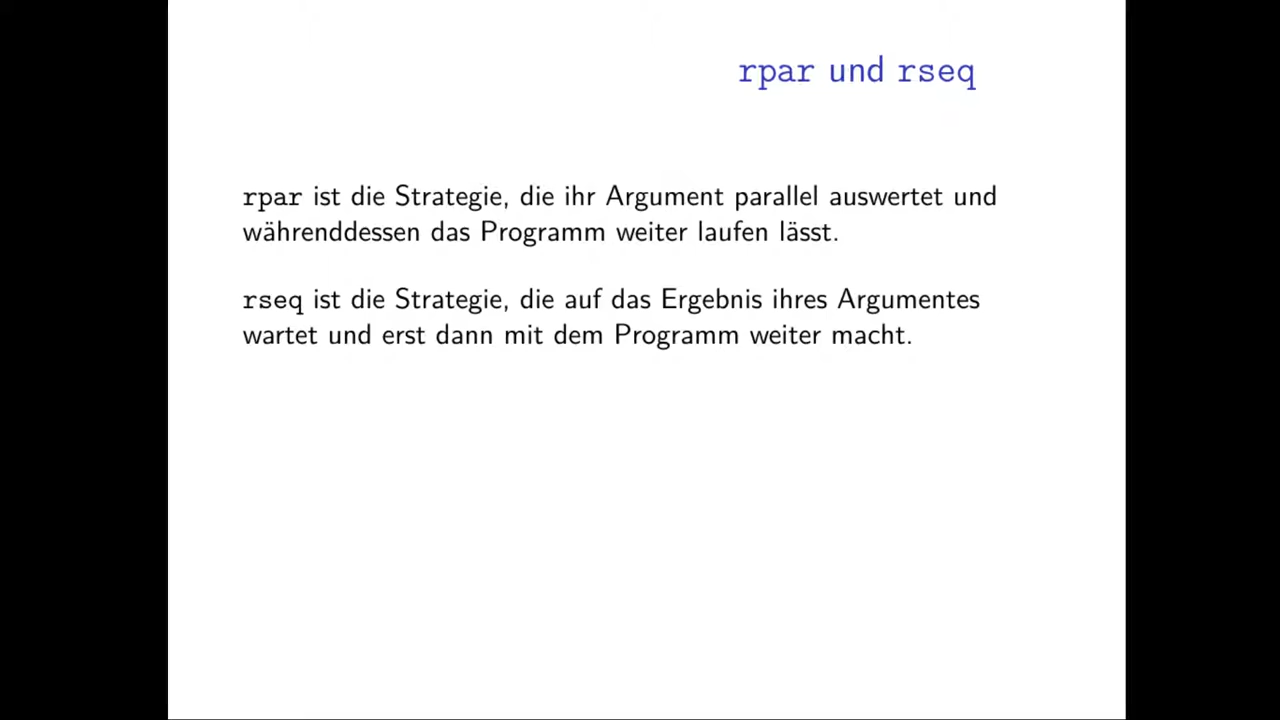 rpar und rseq
rpar ist die Strategie, die ihr Argument parallel auswertet und
währenddessen das Programm weiter laufen lässt.
rseq ist die Strategie, die auf das Ergebnis ihres Argumentes
wartet und erst dann mit dem Programm weiter macht.